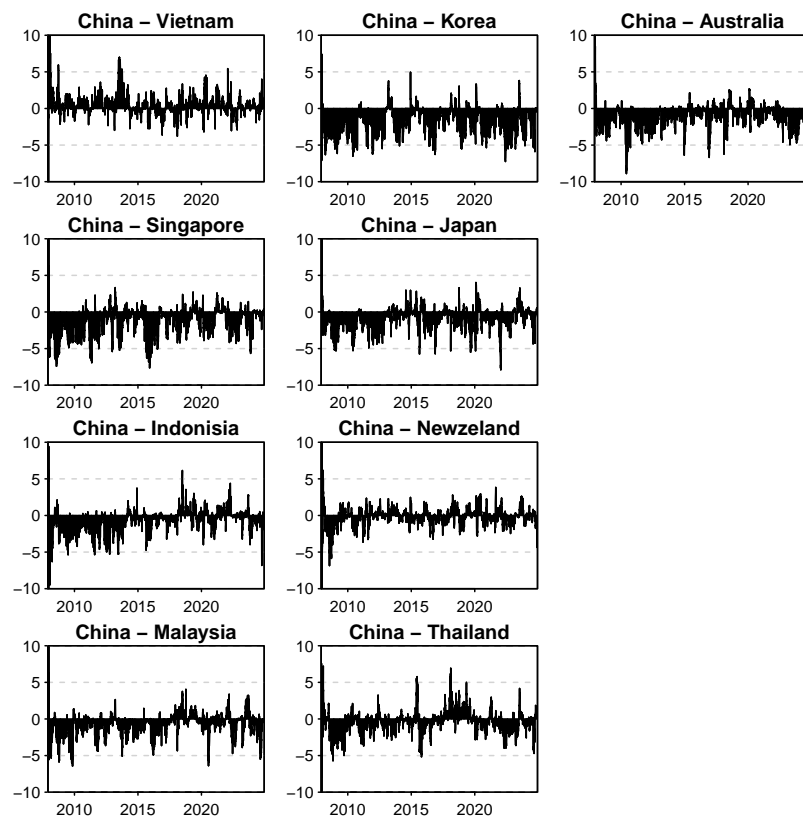 China – Vietnam
10
5
0
−5
−10
2010 2015 2020
China – Korea
10
5
0
−5
−10
2010 2015 2020
China – Australia
10
5
0
−5
−10
2010 2015 2020
China – Singapore
10
5
0
−5
−10
2010 2015 2020
China – Japan
10
5
0
−5
−10
2010 2015 2020
China – Indonisia
10
5
0
−5
−10
2010 2015 2020
China – Newzeland
10
5
0
−5
−10
2010 2015 2020
China – Malaysia
10
5
0
−5
−10
2010 2015 2020
China – Thailand
10
5
0
−5
−10
2010 2015 2020